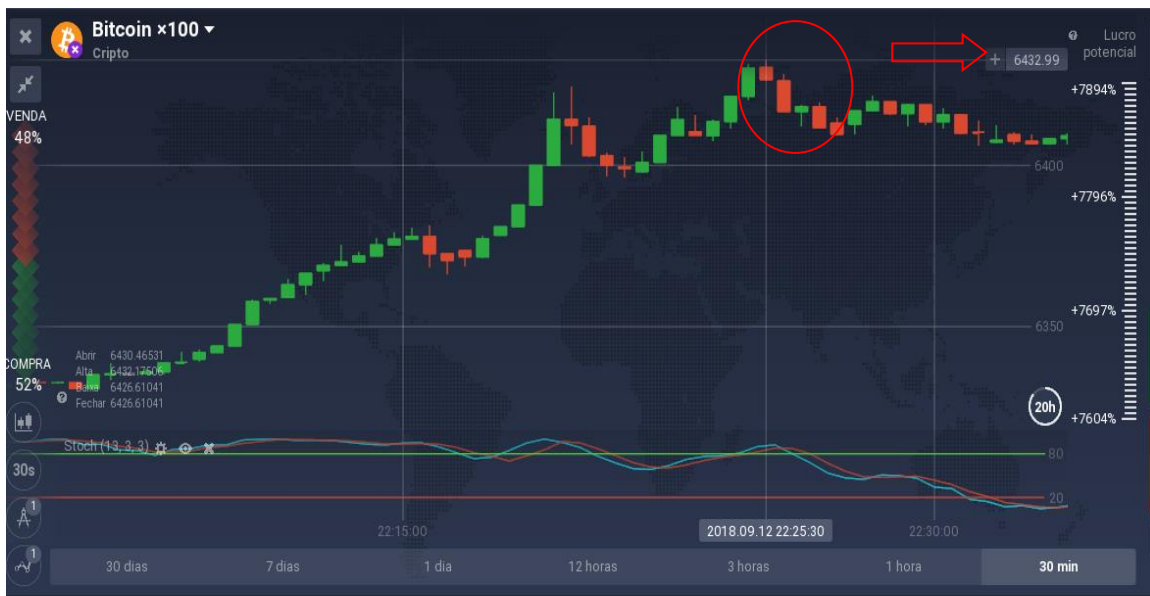 Bitcoin ×100
Cripto
Lucro
potencial
6432.99
VENDA
48%
+7894%
6400
+7796%
+7697%
6350
COMPRA
52%
Abrir 6430.46531
Alta 6432.17506
Baixa 6426.61041
Fechar 6426.61041
20h
+7604%
Stoch (13, 3, 3)
80
30s
20
1
22:15:00
2018.09.12 22:25:30
22:30:00
1
30 dias
7 dias
1 dia
12 horas
3 horas
1 hora
30 min